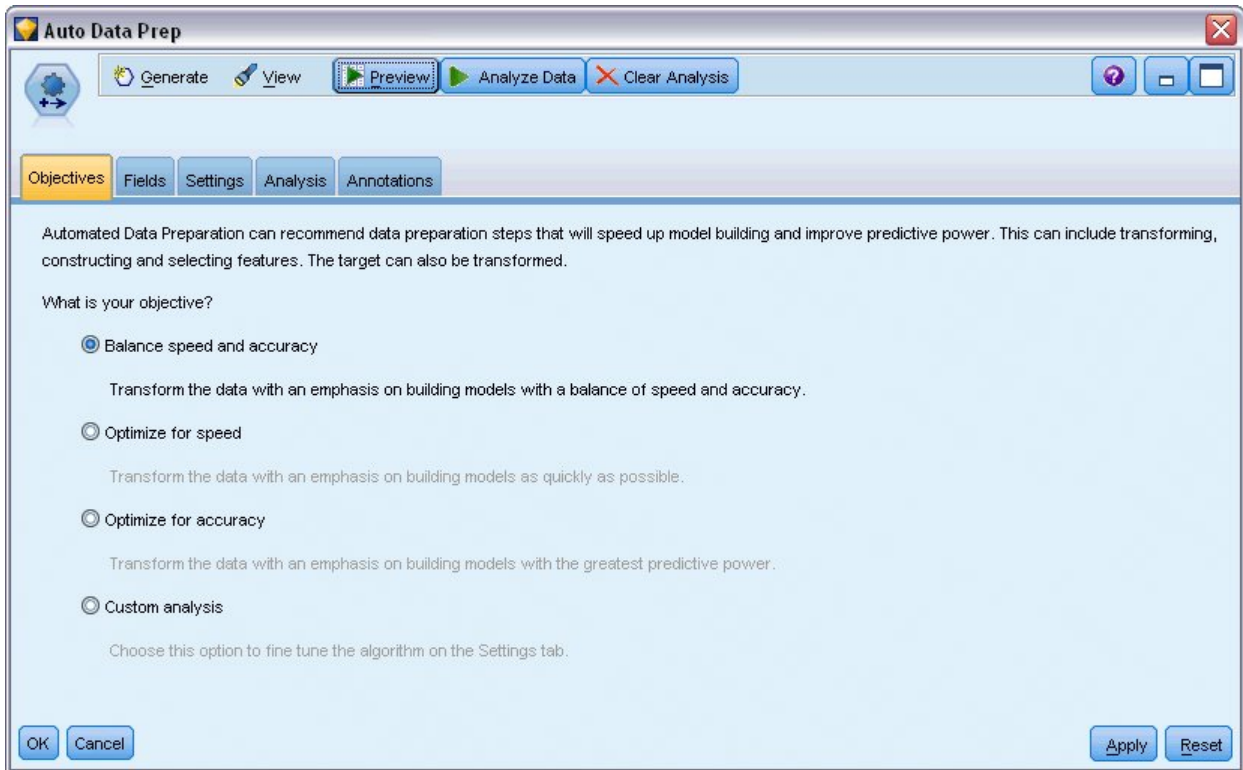 Auto Data Prep
Generate View Preview Analyze Data Clear Analysis
Objectives Fields Settings Analysis Annotations
Automated Data Preparation can recommend data preparation steps that will speed up model building and improve predictive power. This can include transforming,
constructing and selecting features. The target can also be transformed.
What is your objective?
Balance speed and accuracy
Transform the data with an emphasis on building models with a balance of speed and accuracy.
Optimize for speed
Transform the data with an emphasis on building models as quickly as possible.
Optimize for accuracy
Transform the data with an emphasis on building models with the greatest predictive power.
Custom analysis
Choose this option to fine tune the algorithm on the Settings tab.
OK Cancel Apply Reset